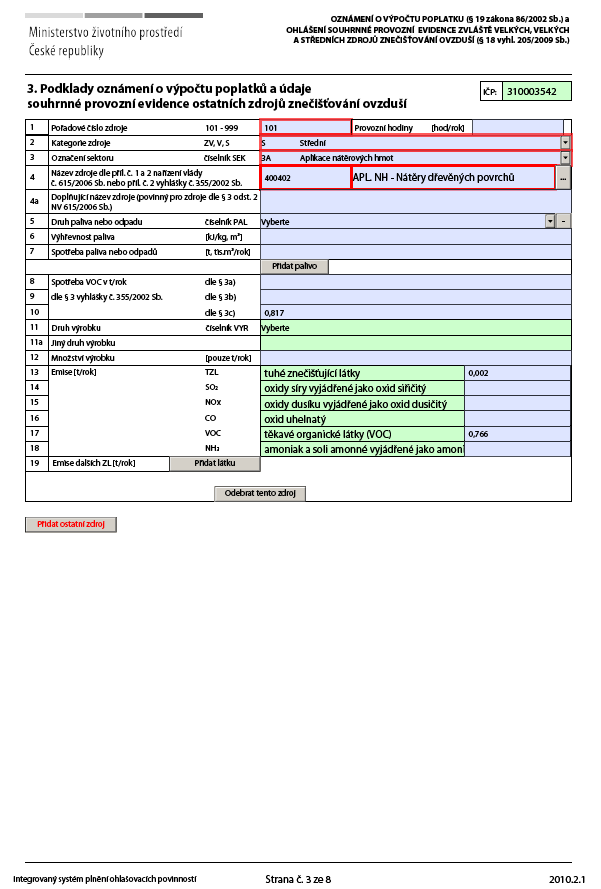 Ministerstvo životního prostředí
České republiky
OZNÁMENÍ O VÝPOČTU POPLATKU (§ 19 zákona 86/2002 Sb.) a
OHLÁŠENÍ SOUHRNNÉ PROVOZNÍ EVIDENCE ZVLÁŠTĚ VELKÝCH, VELKÝCH
A STŘEDNÍCH ZDROJŮ ZNEČIŠŤOVÁNÍ OVZDUŠÍ (§ 18 vyhl. 205/2009 Sb.)
3. Podklady oznámení o výpočtu poplatků a údaje
souhrnné provozní evidence ostatních zdrojů znečišťování ovzduší
IČP: 310003542
1 Pořadové číslo zdroje 101 - 999 101 Provozní hodiny [hod/rok]
2 Kategorie zdroje ZV, V, S S Střední
3 Označení sektoru číselník SEK 3A Aplikace nátěrových hmot
4 Název zdroje dle příl. č. 1 a 2 nařízení vlády
č. 615/2006 Sb. nebo příl. č. 2 vyhlášky č. 355/2002 Sb. 400402 APL. NH - Nátěry dřevěných povrchů ...
4a Doplňující název zdroje (povinný pro zdroje dle § 3 odst. 2
NV 615/2006 Sb.)
5 Druh paliva nebo odpadu číselník PAL Vyberte -
6 Výhřevnost paliva [kJ/kg, m³]
7 Spotřeba paliva nebo odpadů [t, tis.m³/rok]
Přidat palivo
8 Spotřeba VOC v t/rok dle § 3a)
9 dle § 3 vyhlášky č. 355/2002 Sb. dle § 3b)
10 dle § 3c) 0,817
11 Druh výrobku číselník VYR Vyberte
11a Jiný druh výrobku
12 Množství výrobku [pouze t/rok]
13 Emise [t/rok] TZL tuhé znečišťující látky 0,002
14 SO₂ oxidy síry vyjádřené jako oxid siřičitý
15 NOx oxidy dusíku vyjádřené jako oxid dusičitý
16 CO oxid uhelnatý
17 VOC těkavé organické látky (VOC) 0,766
18 NH₃ amoniak a soli amonné vyjádřené jako amoni
19 Emise dalších ZL [t/rok] Přidat látku
Odebrat tento zdroj
Přidat ostatní zdroj
Integrovaný systém plnění ohlašovacích povinností Strana č. 3 ze 8 2010.2.1